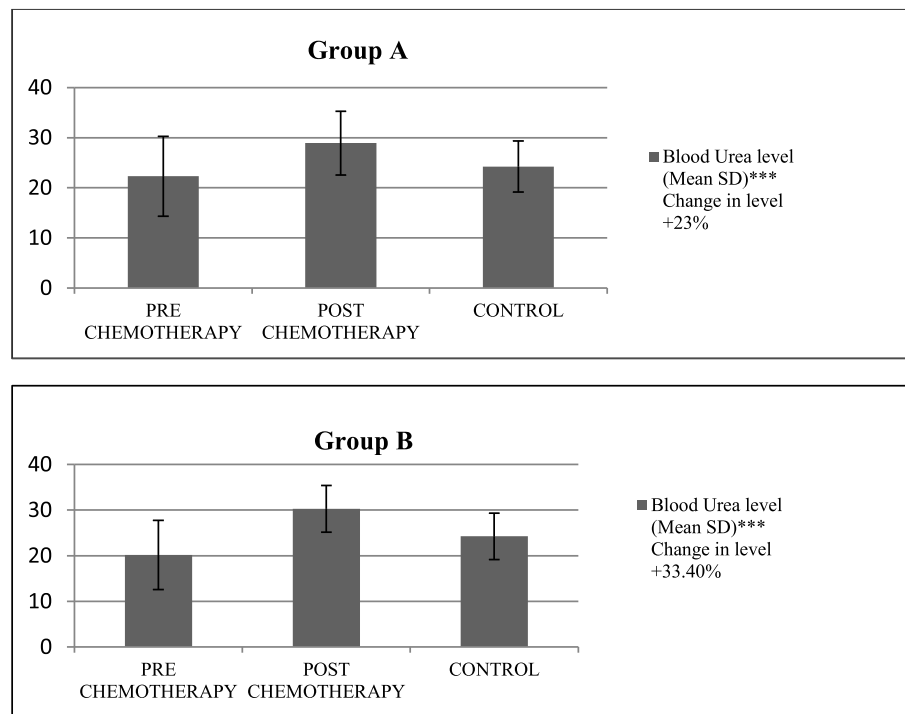 Group A
40
30
20
10
0
PRE
CHEMOTHERAPY
POST
CHEMOTHERAPY
CONTROL
Blood Urea level
(Mean SD)***
Change in level
+23%
Group B
40
30
20
10
0
PRE
CHEMOTHERAPY
POST
CHEMOTHERAPY
CONTROL
Blood Urea level
(Mean SD)***
Change in level
+33.40%